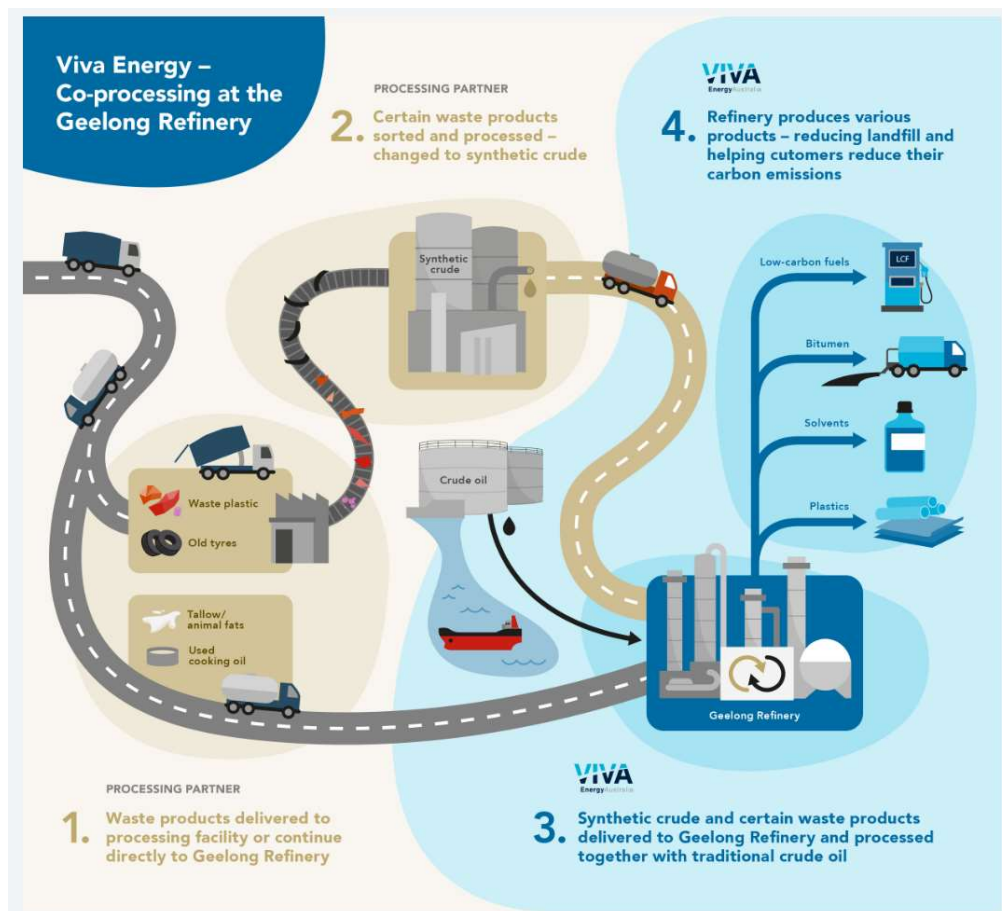 Viva Energy –
Co-processing at the
Geelong Refinery
PROCESSING PARTNER
2. Certain waste products
sorted and processed –
changed to synthetic crude
VIVA
EnergyAustralia
4. Refinery produces various
products – reducing landfill and
helping cutomers reduce their
carbon emissions
Synthetic
crude
Low-carbon fuels
LCF
Bitumen
Solvents
Plastics
Crude oil
Waste plastic
Old tyres
Tallow/
animal fats
Used
cooking oil
Geelong Refinery
PROCESSING PARTNER
1. Waste products delivered to
processing facility or continue
directly to Geelong Refinery
VIVA
EnergyAustralia
3. Synthetic crude and certain waste products
delivered to Geelong Refinery and processed
together with traditional crude oil